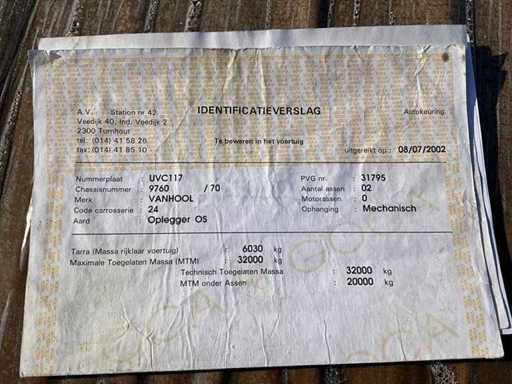 A.V. Station nr 42
Veedijk 40, Ind. Veedijk 2
2300 Turnhout
tel: (014) 41 58 26
fax: (014) 41 85 10
IDENTIFICATIEVERSLAG
Te bewaren in het voertuig
Autokeuring
uitgereikt op : 08/07/2002
Nummerplaat : UVC117
Chassisnummer : 9760 / 70
Merk : VANHOOL
Code carrosserie : 24
Aard : Oplegger OS
PVG nr. : 31795
Aantal assen : 02
Motorassen : 0
Ophanging : Mechanisch
Tarra (Massa rijklaar voertuig) : 6030 kg
Maximale Toegelaten Massa (MTM) : 32000 kg
Technisch Toegelaten Massa : 32000 kg
MTM onder Assen : 20000 kg